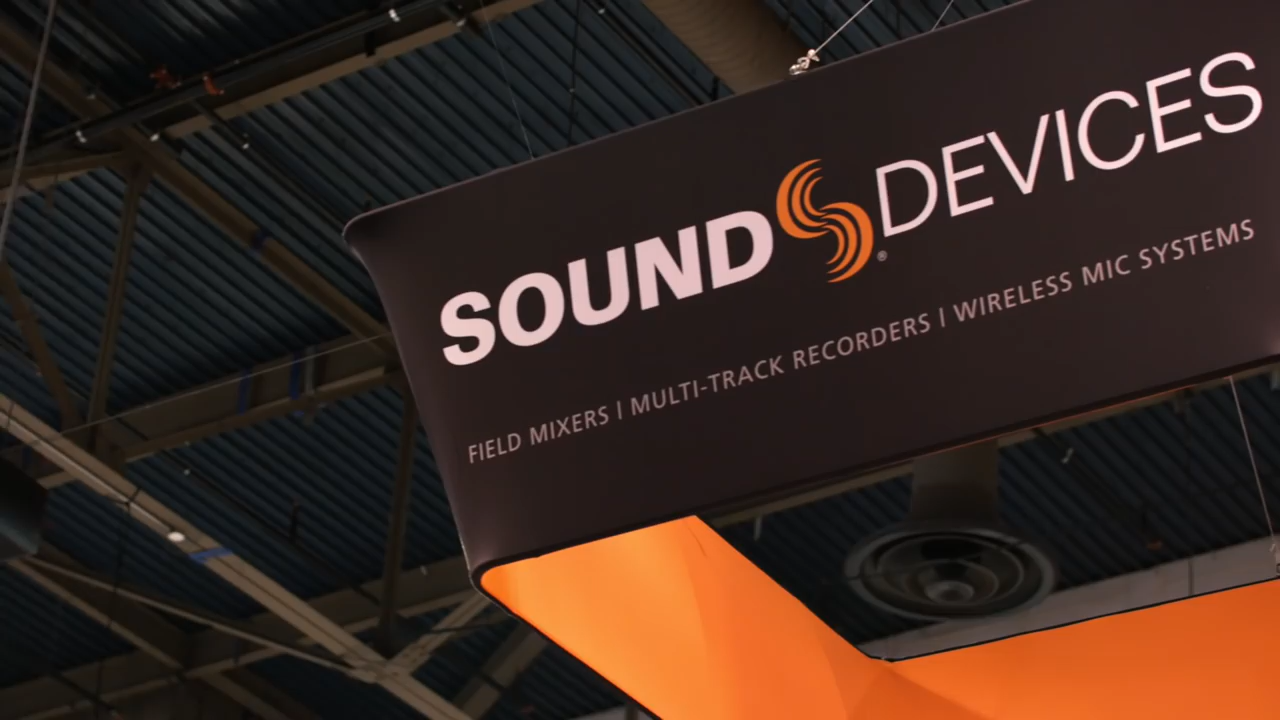 SOUND DEVICES®
FIELD MIXERS | MULTI-TRACK RECORDERS | WIRELESS MIC SYSTEMS